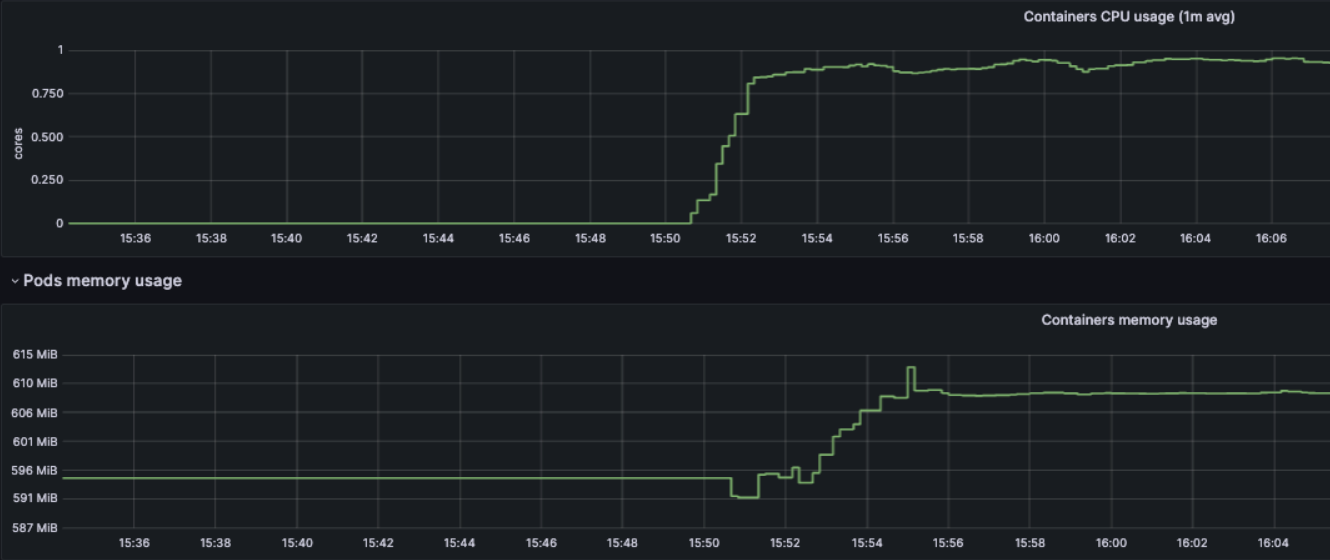 Containers CPU usage (1m avg)
1
0.750
0.500
0.250
0
cores
15:36 15:38 15:40 15:42 15:44 15:46 15:48 15:50 15:52 15:54 15:56 15:58 16:00 16:02 16:04 16:06
Pods memory usage
Containers memory usage
615 MiB
610 MiB
606 MiB
601 MiB
596 MiB
591 MiB
587 MiB
15:36 15:38 15:40 15:42 15:44 15:46 15:48 15:50 15:52 15:54 15:56 15:58 16:00 16:02 16:04